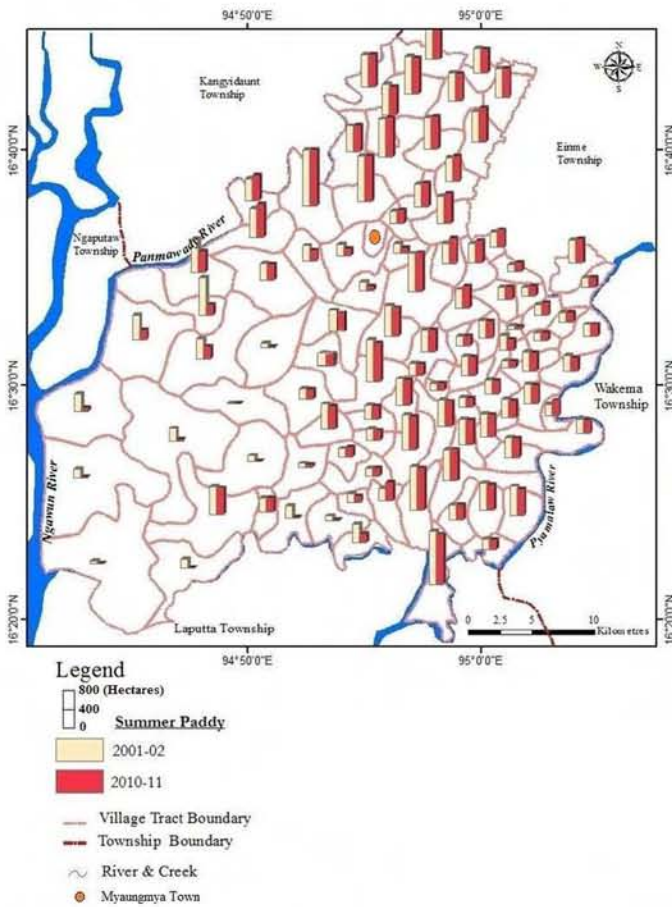 94°50'0"E
95°0'0"E
N
W
E
S
Kangyidaunt
Township
16°40'0"N
16°40'0"N
Einme
Township
Ngaputaw
Township
Panmawady River
16°30'0"N
16°30'0"N
Wakema
Township
Ngawun River
Pyamalaw River
16°20'0"N
16°20'0"N
Laputta Township
0 2.5 5 10
Kilometres
94°50'0"E
95°0'0"E
Legend
800 (Hectares)
400
0
Summer Paddy
2001-02
2010-11
Village Tract Boundary
Township Boundary
River & Creek
Myaungmya Town